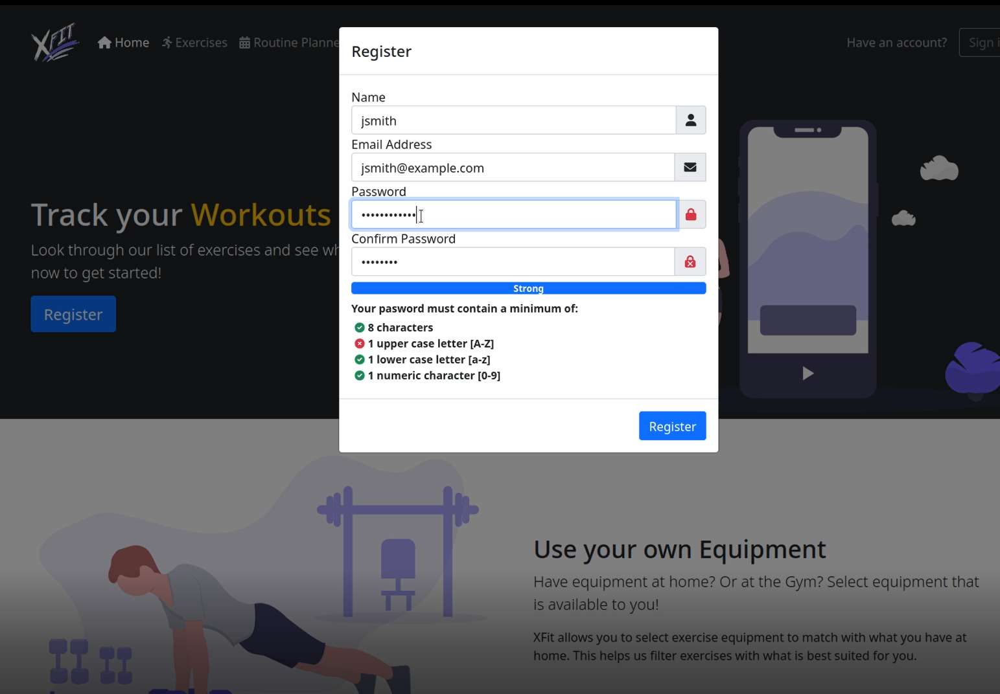 XFIT
Home
Exercises
Routine Planne
Have an account?
Sign i
Register
Name
jsmith
Email Address
jsmith@example.com
Password
••••••••••••
Confirm Password
••••••••
Strong
Your pasword must contain a minimum of:
8 characters
1 upper case letter [A-Z]
1 lower case letter [a-z]
1 numeric character [0-9]
Register
Track your Workouts
Look through our list of exercises and see wh
now to get started!
Register
Use your own Equipment
Have equipment at home? Or at the Gym? Select equipment that
is available to you!
XFit allows you to select exercise equipment to match with what you have at
home. This helps us filter exercises with what is best suited for you.